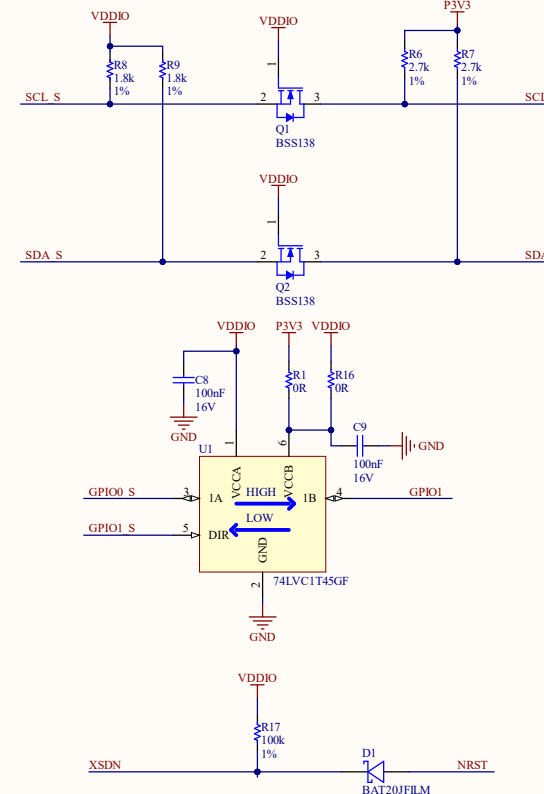 VDDIO
R8
1.8k
1%
R9
1.8k
1%
SCL_S
VDDIO
1
2
3
Q1
BSS138
P3V3
R6
2.7k
1%
R7
2.7k
1%
SCL
VDDIO
1
SDA_S
2
3
Q2
BSS138
SDA
VDDIO
P3V3
VDDIO
C8
100nF
16V
GND
R1
0R
R16
0R
C9
100nF
16V
GND
U1
1
6
VCCA
VCCB
GPIO0_S
3
1A
HIGH
1B
4
GPIO1
GPIO1_S
5
DIR
LOW
GND
2
74LVC1T45GF
GND
VDDIO
R17
100k
1%
XSDN
D1
NRST
BAT20JFILM